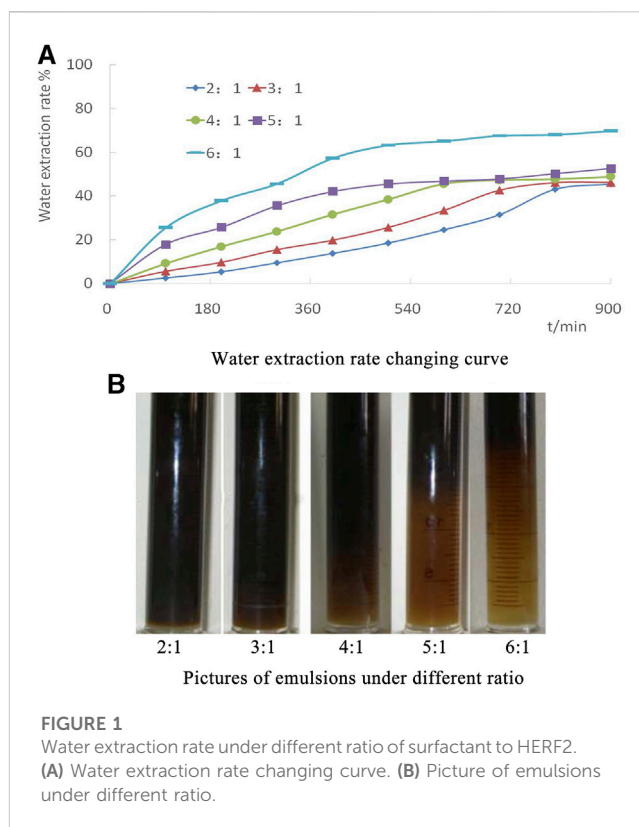 A
Water extraction rate %
100
80
60
40
20
0
2： 1 3： 1
4： 1 5： 1
6： 1
0 180 360 540 720 900
t/min
Water extraction rate changing curve
B
2:1 3:1 4:1 5:1 6:1
Pictures of emulsions under different ratio
FIGURE 1
Water extraction rate under different ratio of surfactant to HERF2.
(A) Water extraction rate changing curve. (B) Picture of emulsions
under different ratio.